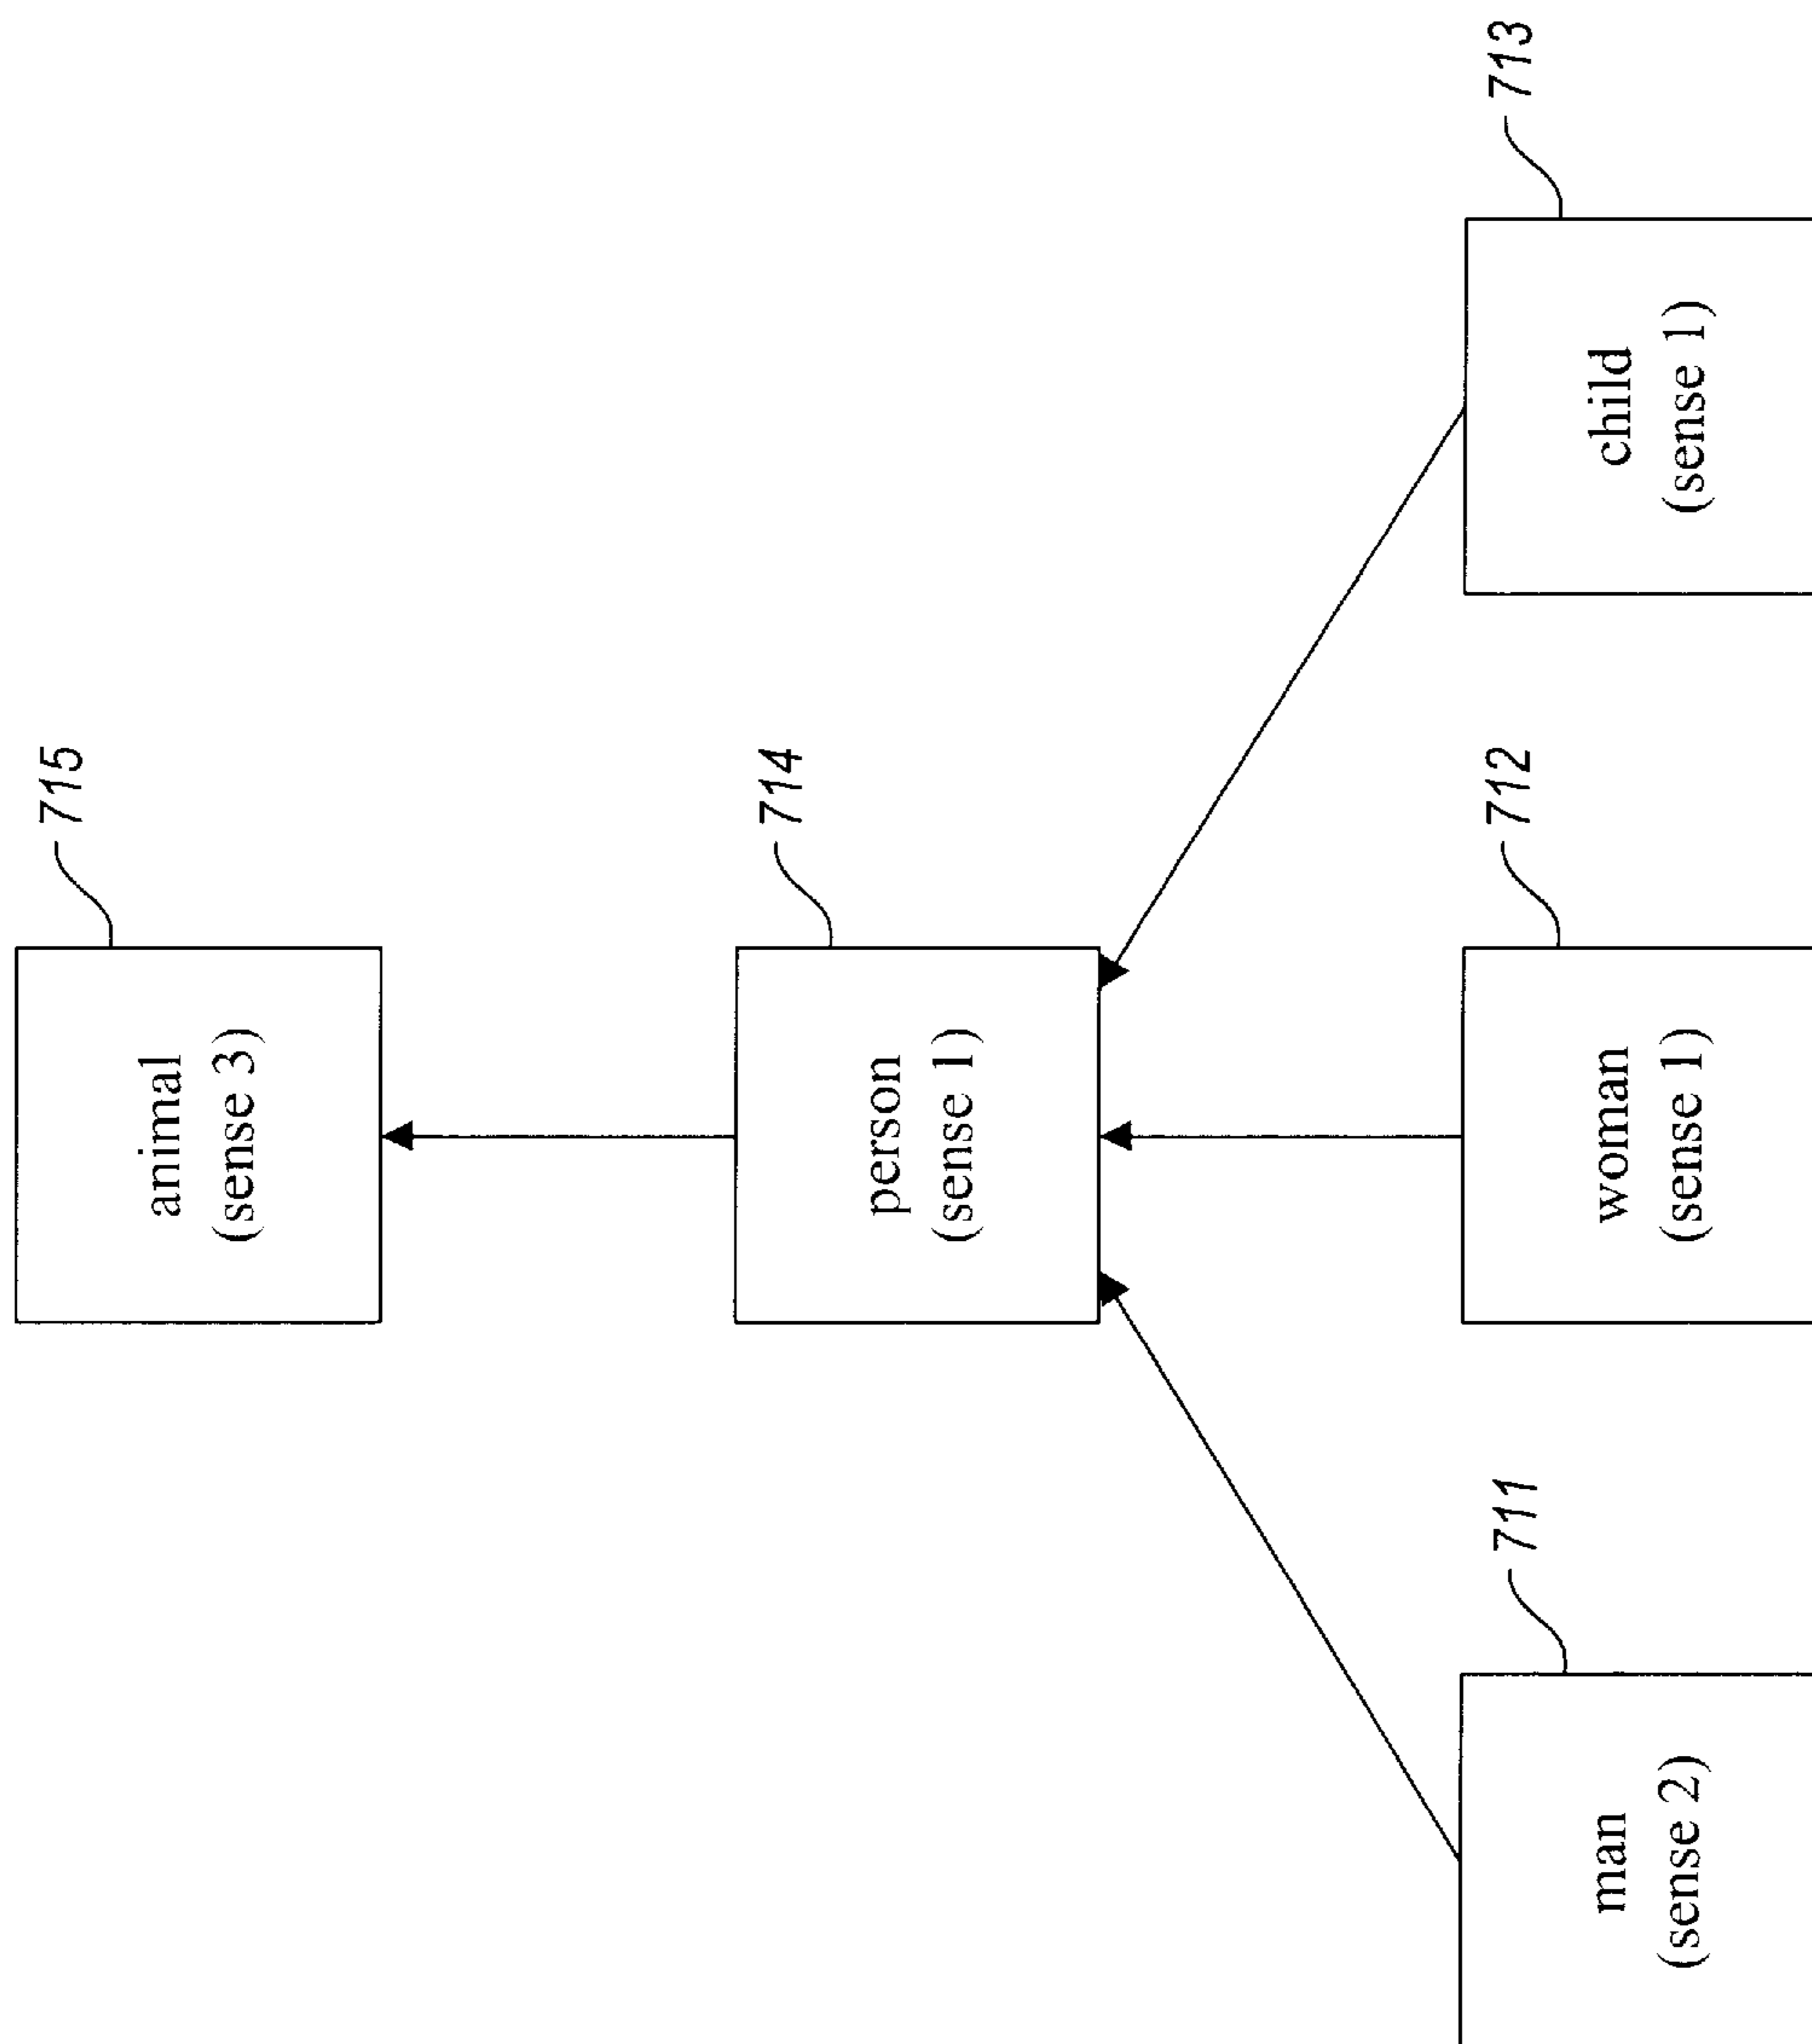 715
animal
(sense 3)
714
person
(sense 1)
711
man
(sense 2)
712
woman
(sense 1)
713
child
(sense 1)